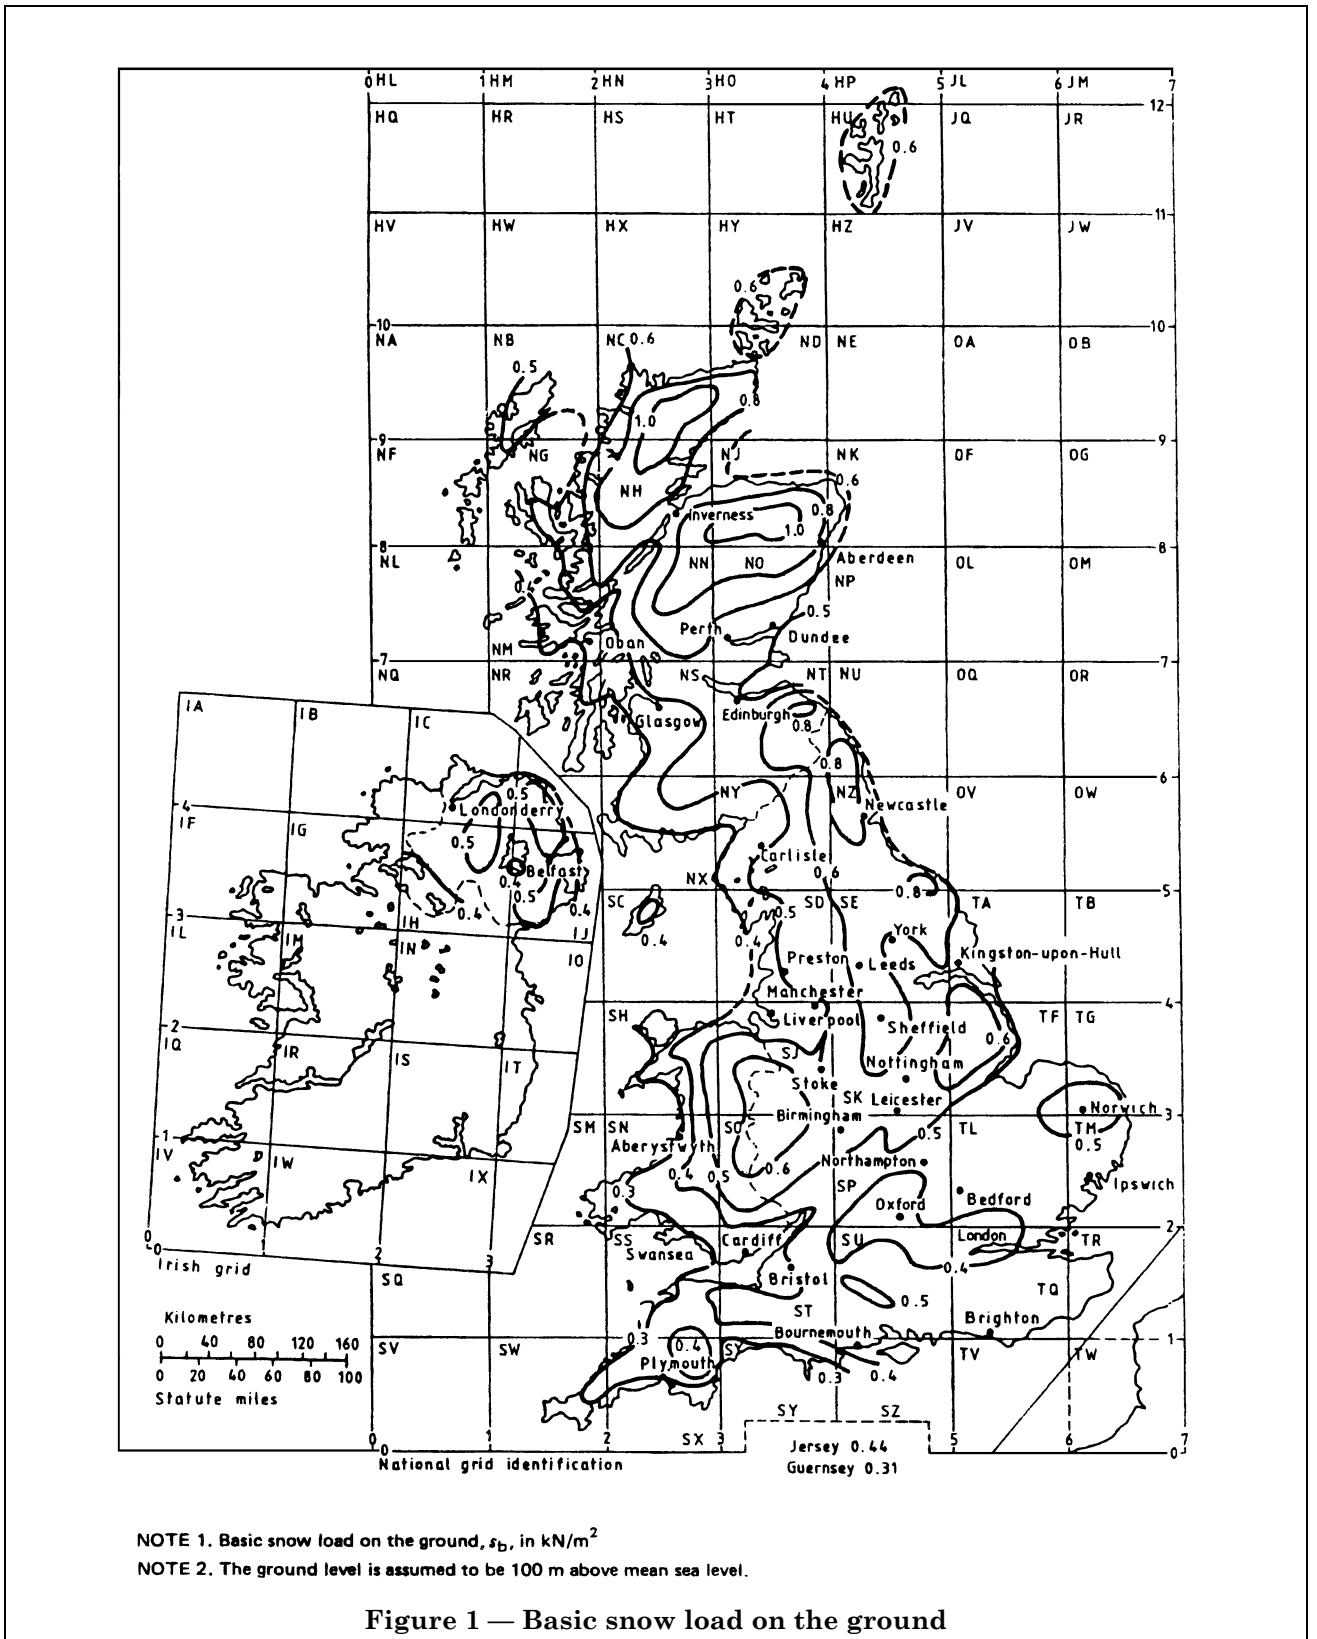 0 HL 1 HM 2 HN 3 HO 4 HP 5 JL 6 JM 7
12
HQ HR HS HT HU JQ JR
0.6
11
HV HW HX HY HZ JV JW
0.6
10 10
NA NB NC 0.6 ND NE OA OB
0.5
0.8
1.0
9 9
NF NG NJ NK OF OG
0.6
NH
Inverness 0.8
1.0
8 8
NL NN NO Aberdeen OL OM
NP
0.4
0.5
Perth
Dundee
NM Oban
7 7
NQ NR NS NT NU OQ OR
IA IB IC
Glasgow Edinburgh
0.8
0.8
6
0.5 NY NZ OV OW
4 Londonderry Newcastle
IF IG
0.5 Carlisle
Belfast 0.6
0.4 NX 0.8 5
0.5 SC SD SE TA TB
3 IH 0.4 0.4 0.5
IL IM IN IJ 0.4 0.4 York
IO Preston Leeds Kingston-upon-Hull
Manchester 4
SH Liverpool Sheffield TF TG
2
IQ IR IS IT SJ 0.6
Nottingham
Stoke
SK Leicester Norwich
Birmingham 3
SM SN SO TL TM
1 0.5 0.5
IV Aberystwyth
IW IX 0.4 0.5 0.6 Northampton
0.3 SP Ipswich
Oxford Bedford
2
0 SR SS Cardiff SU London TR
0 1 2 3 Swansea
Irish grid 0.4
SQ Bristol TQ
Kilometres ST 0.5
0 40 80 120 160 Brighton
0.3 Bournemouth 1
SV SW 0.4 SY TV TW
0 20 40 60 80 100 Plymouth 0.3 0.4
Statute miles
SY SZ
0 1 2 SX 3 5 6 7
0 Jersey 0.44 0
National grid identification Guernsey 0.31
NOTE 1. Basic snow load on the ground, sb, in kN/m2
NOTE 2. The ground level is assumed to be 100 m above mean sea level.
Figure 1 — Basic snow load on the ground